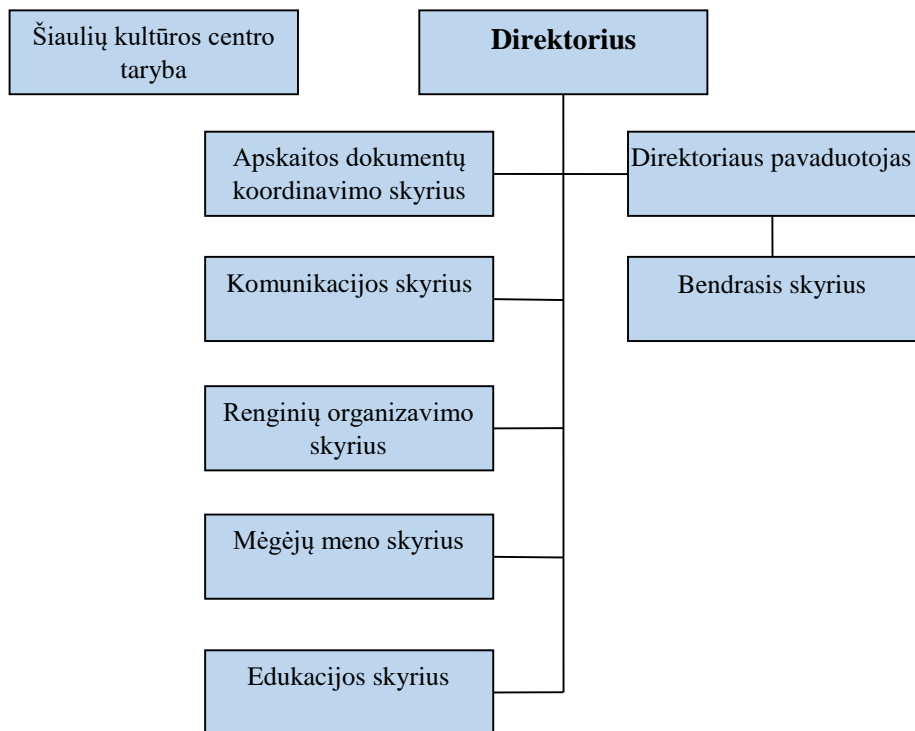 Šiaulių kultūros centro
taryba
Direktorius
Apskaitos dokumentų
koordinavimo skyrius
Direktoriaus pavaduotojas
Komunikacijos skyrius
Bendrasis skyrius
Renginių organizavimo
skyrius
Mėgėjų meno skyrius
Edukacijos skyrius